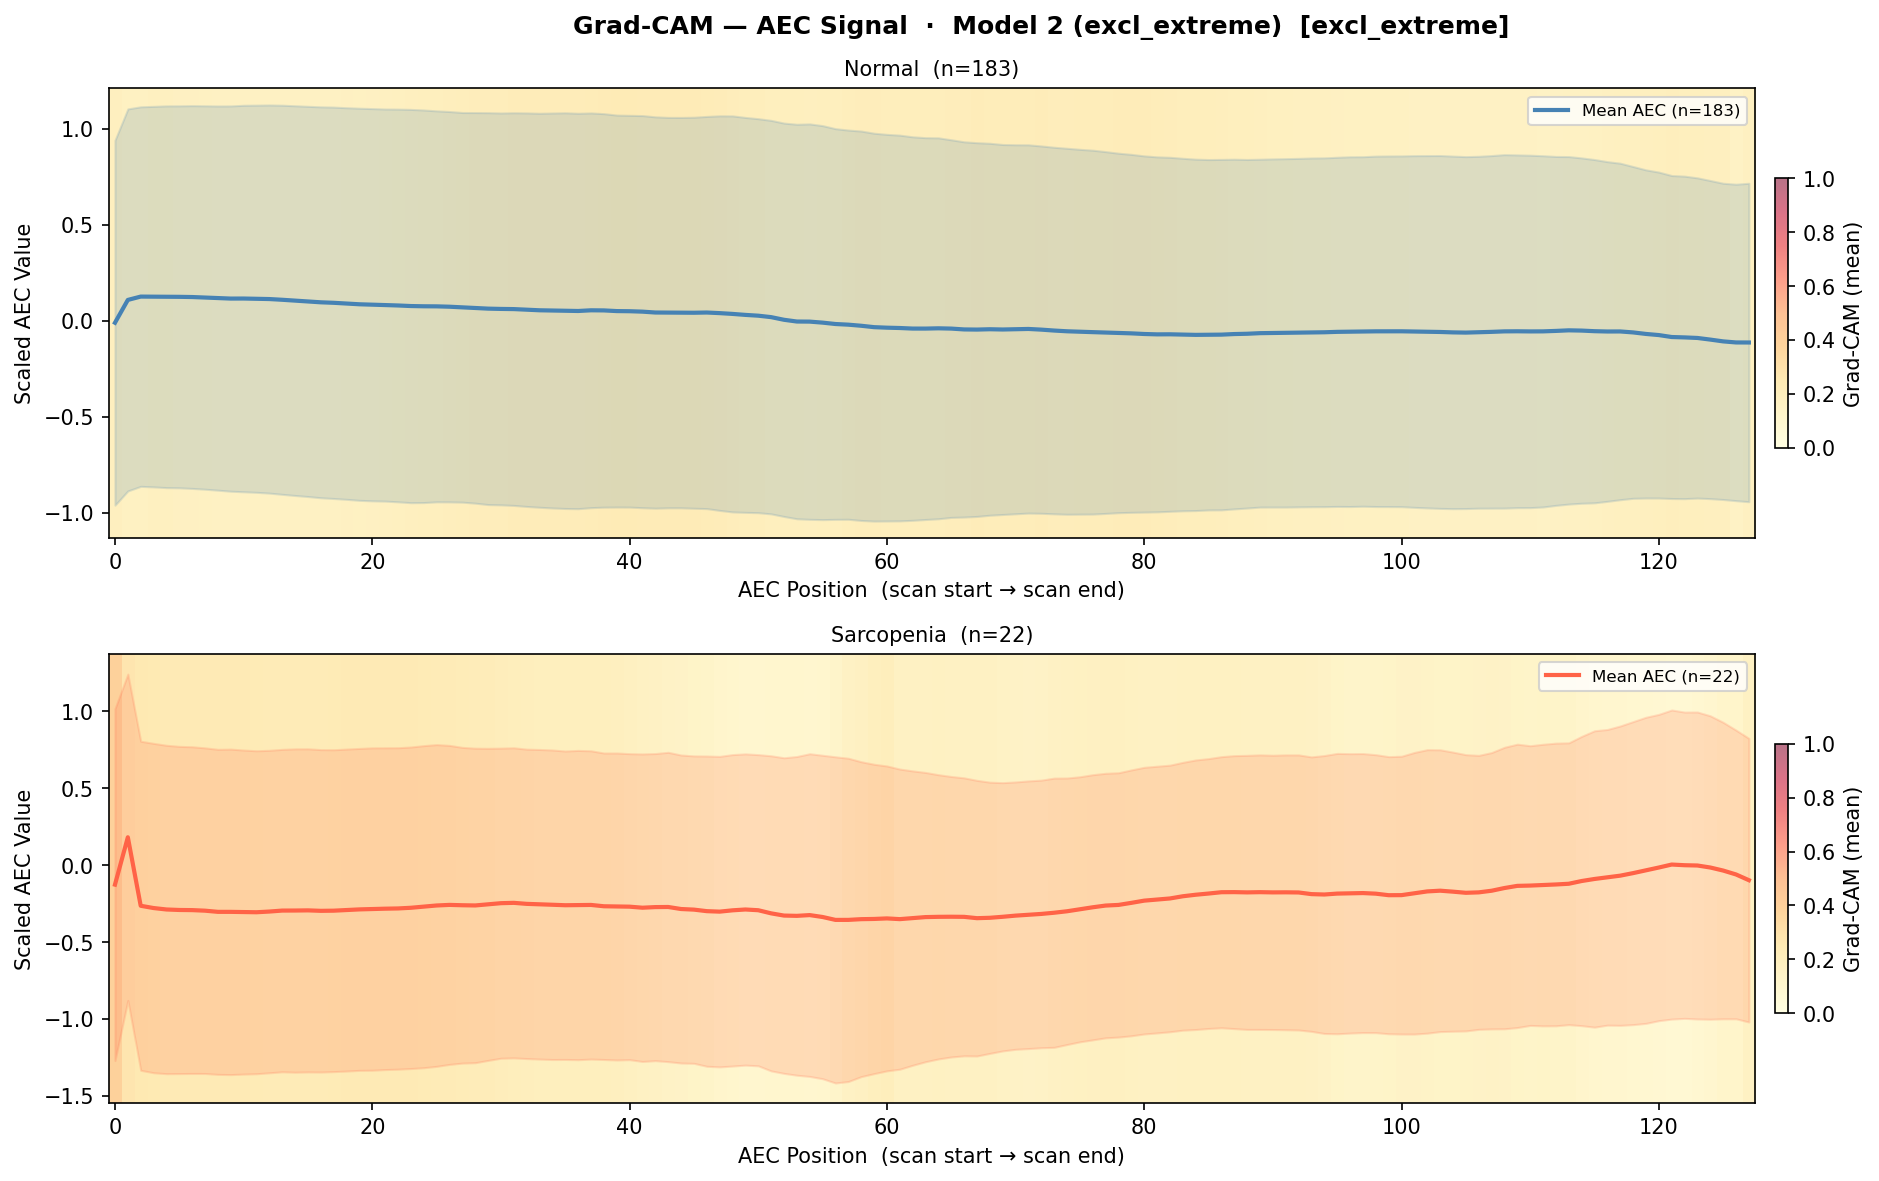 Grad-CAM — AEC Signal · Model 2 (excl_extreme) [excl_extreme]
Normal (n=183)
Mean AEC (n=183)
Scaled AEC Value
1.0
0.5
0.0
−0.5
−1.0
0 20 40 60 80 100 120
AEC Position (scan start → scan end)
1.0
0.8
0.6
0.4
0.2
0.0
Grad-CAM (mean)
Sarcopenia (n=22)
Mean AEC (n=22)
Scaled AEC Value
1.0
0.5
0.0
−0.5
−1.0
−1.5
0 20 40 60 80 100 120
AEC Position (scan start → scan end)
1.0
0.8
0.6
0.4
0.2
0.0
Grad-CAM (mean)